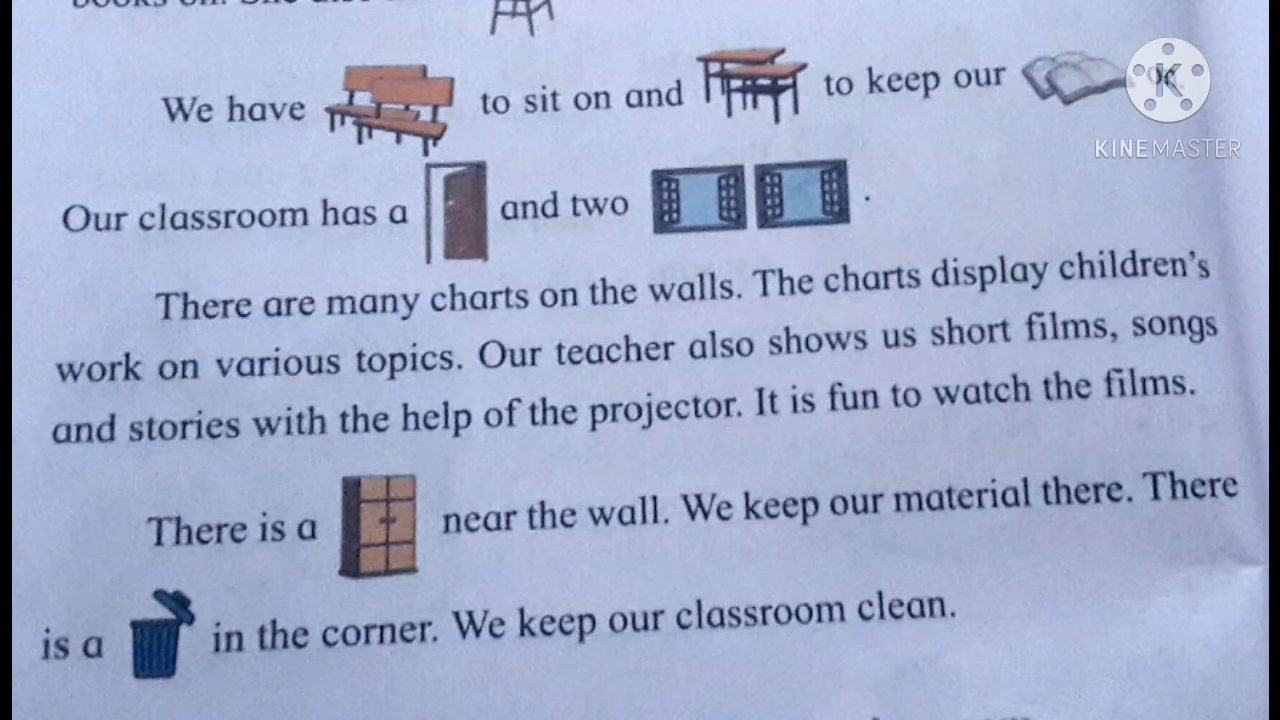 We have to sit on and to keep our
Our classroom has a and two .
There are many charts on the walls. The charts display children's
work on various topics. Our teacher also shows us short films, songs
and stories with the help of the projector. It is fun to watch the films.
There is a near the wall. We keep our material there. There
is a in the corner. We keep our classroom clean.
K
KINEMASTER